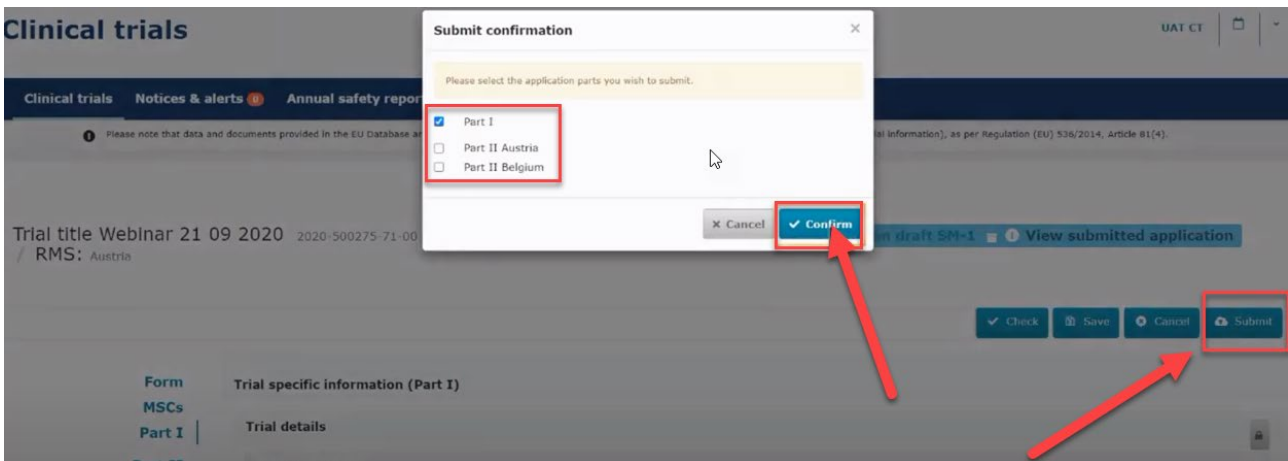 Clinical trials
UAT CT
Submit confirmation
Please select the application parts you wish to submit.
Clinical trials Notices & alerts 0 Annual safety repor
Part I
Part II Austria
Part II Belgium
Please note that data and documents provided in the EU Database ar
ial information), as per Regulation (EU) 536/2014, Article 81(4).
Cancel Confirm
Trial title Webinar 21 09 2020 2020-500275-71-00
/ RMS: Austria
n draft SM-1 View submitted application
Check Save Cancel Submit
Form
MSCs
Part I
Trial specific information (Part I)
Trial details